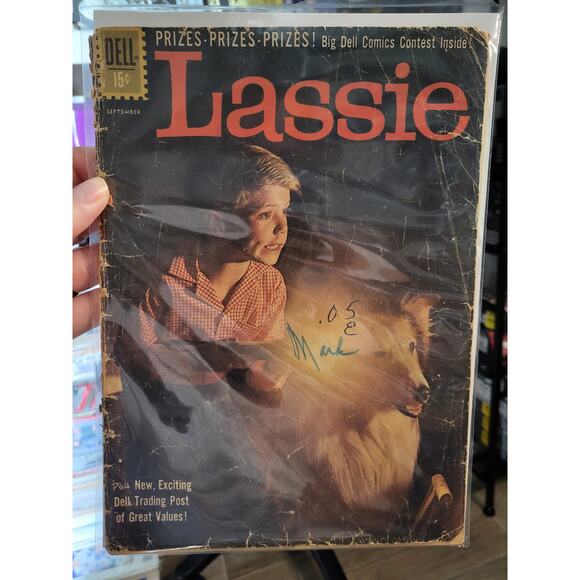 PRIZES-PRIZES-PRIZES! Big Dell Comics Contest Inside!
DELL
15¢
SEPTEMBER
Lassie
.05
Mark
Plus New, Exciting
Dell Trading Post
of Great Values!